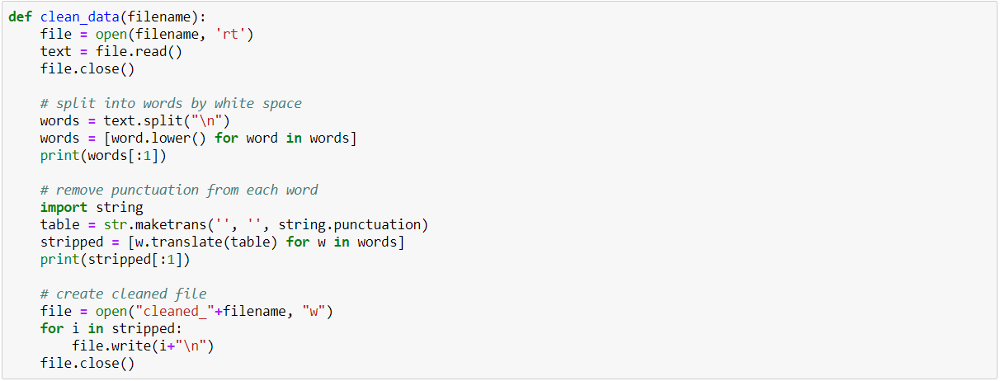 def clean_data(filename):
    file = open(filename, 'rt')
    text = file.read()
    file.close()

    # split into words by white space
    words = text.split("\n")
    words = [word.lower() for word in words]
    print(words[:1])

    # remove punctuation from each word
    import string
    table = str.maketrans('', '', string.punctuation)
    stripped = [w.translate(table) for w in words]
    print(stripped[:1])

    # create cleaned file
    file = open("cleaned_"+filename, "w")
    for i in stripped:
        file.write(i+"\n")
    file.close()